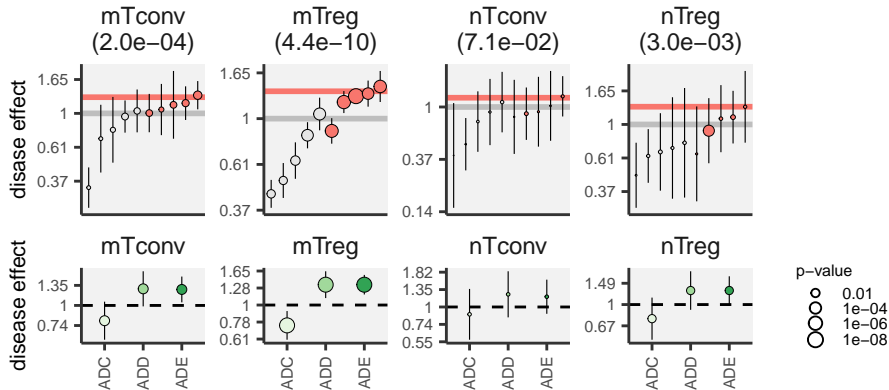 mTconv
(2.0e−04)
mTreg
(4.4e−10)
nTconv
(7.1e−02)
nTreg
(3.0e−03)
disase effect
1.65
1
0.61
0.37
1.65
1
0.61
0.37
1
0.37
0.14
1.65
1
0.61
0.37
mTconv
mTreg
nTconv
nTreg
disease effect
1.35
1
0.74
1.65
1.28
1
0.78
0.61
1.82
1.35
1
0.74
0.55
1.49
1
0.67
ADC
ADD
ADE
ADC
ADD
ADE
ADC
ADD
ADE
ADC
ADD
ADE
p−value
0.01
1e−04
1e−06
1e−08